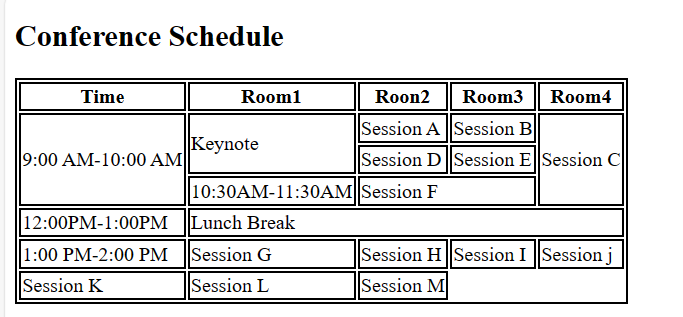 Conference Schedule
Time Room1 Roon2 Room3 Room4
9:00 AM-10:00 AM Keynote Session A Session B Session C
Session D Session E
10:30AM-11:30AM Session F
12:00PM-1:00PM Lunch Break
1:00 PM-2:00 PM Session G Session H Session I Session j
Session K Session L Session M